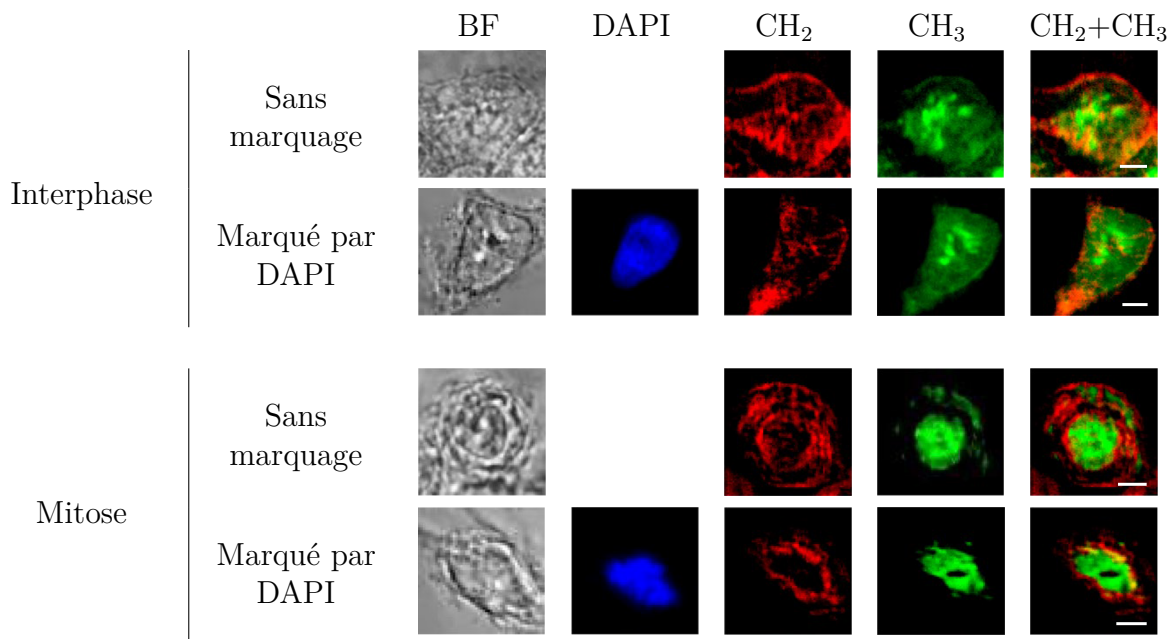 BF DAPI CH₂ CH₃ CH₂+CH₃
Sans
marquage
Interphase
Marqué par
DAPI
Sans
marquage
Mitose
Marqué par
DAPI